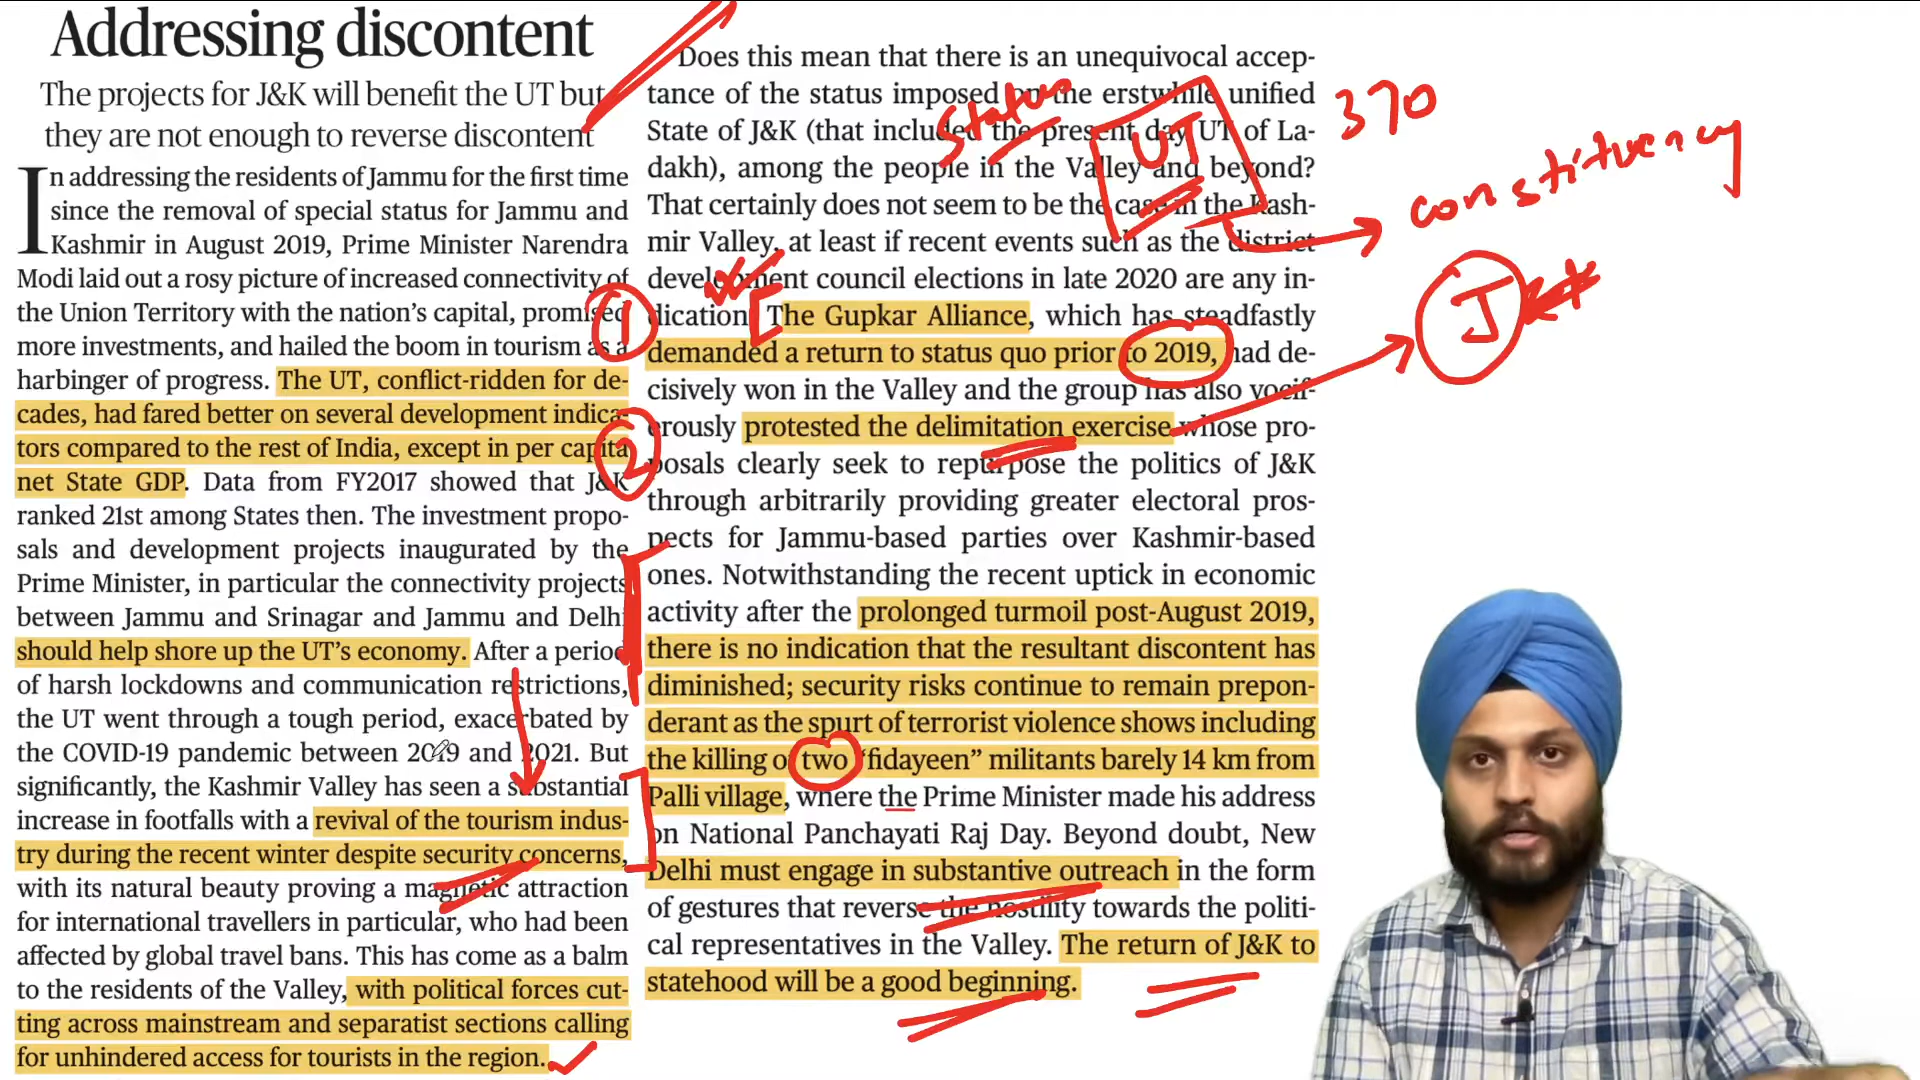 Addressing discontent
The projects for J&K will benefit the UT but
they are not enough to reverse discontent
In addressing the residents of Jammu for the first time
since the removal of special status for Jammu and
Kashmir in August 2019, Prime Minister Narendra
Modi laid out a rosy picture of increased connectivity of
the Union Territory with the nation's capital, promised
more investments, and hailed the boom in tourism as a
harbinger of progress. The UT, conflict-ridden for de-
cades, had fared better on several development indica-
tors compared to the rest of India, except in per capita
net State GDP. Data from FY2017 showed that J&K
ranked 21st among States then. The investment propo-
sals and development projects inaugurated by the
Prime Minister, in particular the connectivity projects
between Jammu and Srinagar and Jammu and Delhi
should help shore up the UT's economy. After a period
of harsh lockdowns and communication restrictions,
the UT went through a tough period, exacerbated by
the COVID-19 pandemic between 2019 and 2021. But
significantly, the Kashmir Valley has seen a substantial
increase in footfalls with a revival of the tourism indus-
try during the recent winter despite security concerns,
with its natural beauty proving a magnetic attraction
for international travellers in particular, who had been
affected by global travel bans. This has come as a balm
to the residents of the Valley, with political forces cut-
ting across mainstream and separatist sections calling
for unhindered access for tourists in the region.
1
2
Does this mean that there is an unequivocal accep-
tance of the status imposed on the erstwhile unified
State of J&K (that included the present day UT of La-
dakh), among the people in the Valley and beyond?
That certainly does not seem to be the case in the Kash-
mir Valley, at least if recent events such as the district
development council elections in late 2020 are any in-
dication. The Gupkar Alliance, which has steadfastly
demanded a return to status quo prior to 2019, had de-
cisively won in the Valley and the group has also vocif-
erously protested the delimitation exercise whose pro-
posals clearly seek to repurpose the politics of J&K
through arbitrarily providing greater electoral pros-
pects for Jammu-based parties over Kashmir-based
ones. Notwithstanding the recent uptick in economic
activity after the prolonged turmoil post-August 2019,
there is no indication that the resultant discontent has
diminished; security risks continue to remain prepon-
derant as the spurt of terrorist violence shows including
the killing of two "fidayeen" militants barely 14 km from
Palli village, where the Prime Minister made his address
on National Panchayati Raj Day. Beyond doubt, New
Delhi must engage in substantive outreach in the form
of gestures that reverse the hostility towards the politi-
cal representatives in the Valley. The return of J&K to
statehood will be a good beginning.
Status
UT
370
constituency
J